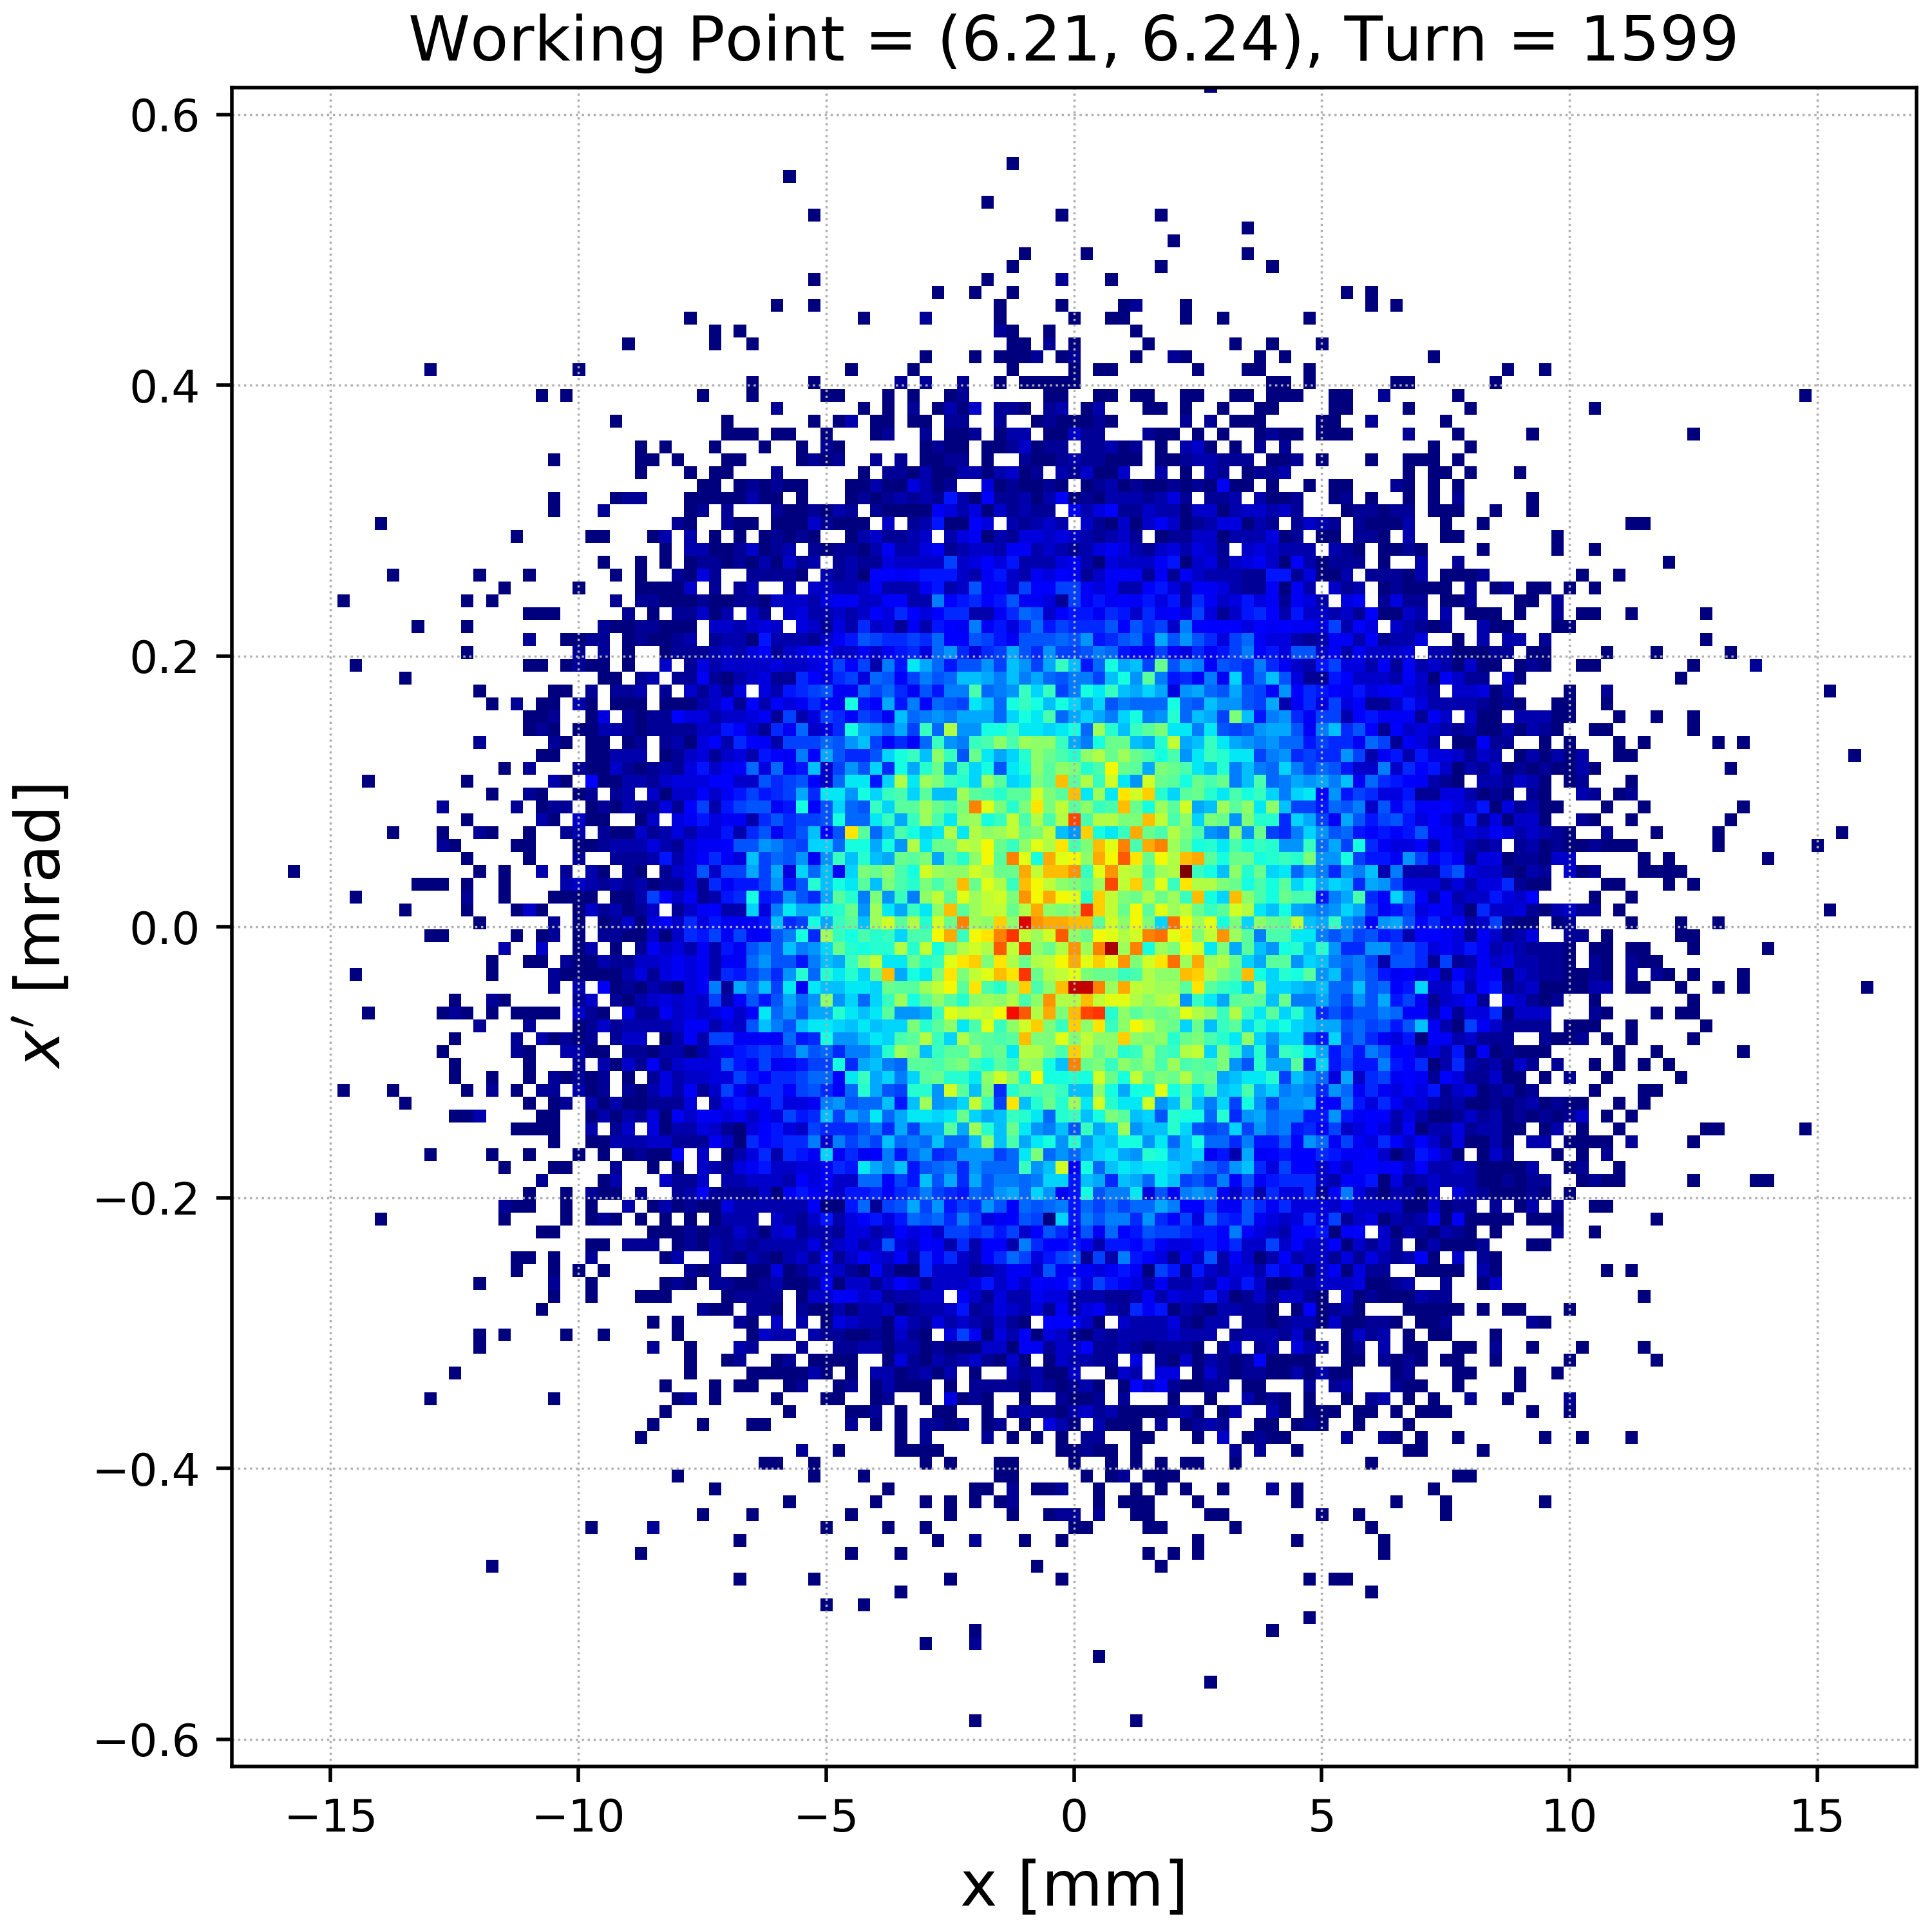 Working Point = (6.21, 6.24), Turn = 1599
0.6
0.4
0.2
0.0
−0.2
−0.4
−0.6
x′ [mrad]
−15 −10 −5 0 5 10 15
x [mm]